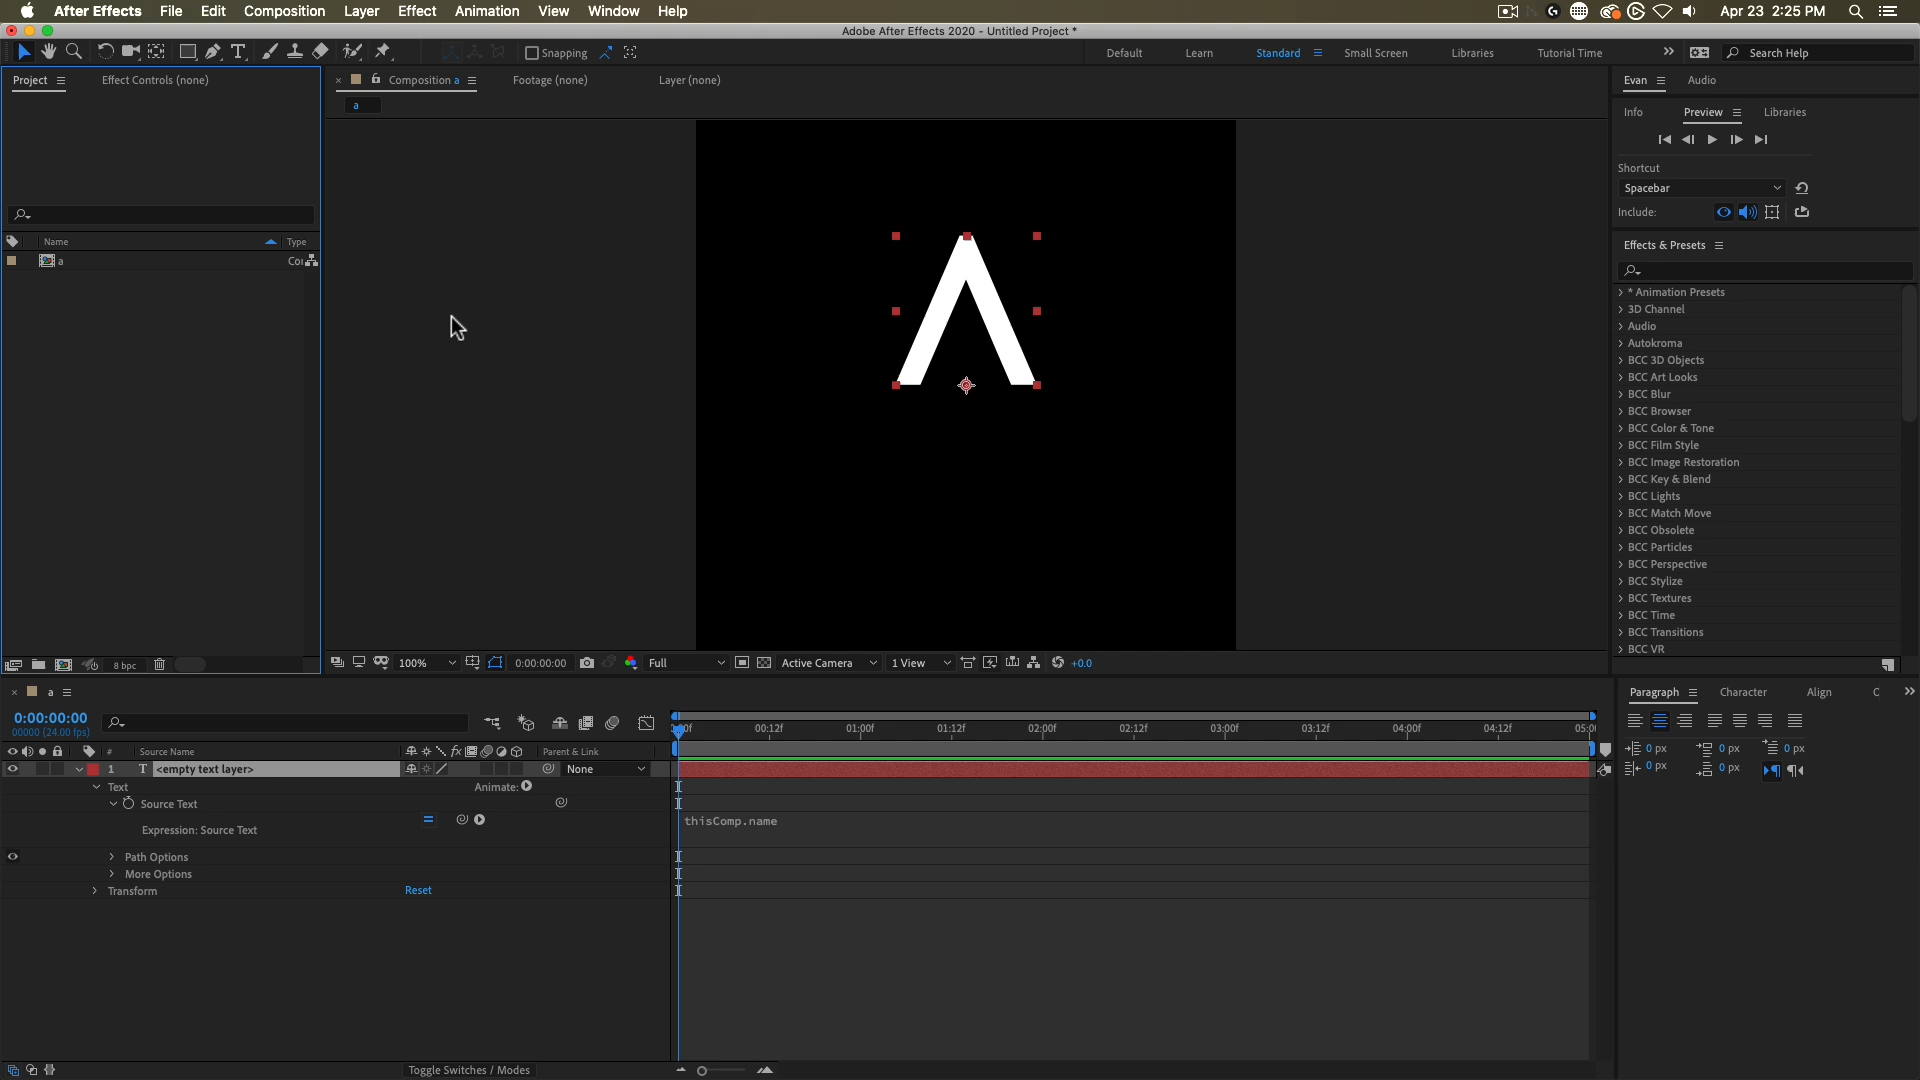 After Effects File Edit Composition Layer Effect Animation View Window Help Apr 23 2:25 PM
Adobe After Effects 2020 - Untitled Project *
Snapping Default Learn Standard Small Screen Libraries Tutorial Time Search Help
Project Effect Controls (none) Composition a Footage (none) Layer (none) Evan Audio
a
Info Preview Libraries
Shortcut
Spacebar
Include:
Effects & Presets
Name Type
a Co
* Animation Presets
3D Channel
Audio
Autokroma
BCC 3D Objects
BCC Art Looks
BCC Blur
BCC Browser
BCC Color & Tone
BCC Film Style
BCC Image Restoration
BCC Key & Blend
BCC Lights
BCC Match Move
BCC Obsolete
BCC Particles
BCC Perspective
BCC Stylize
BCC Textures
BCC Time
BCC Transitions
BCC VR
8 bpc 100% 0:00:00:00 Full Active Camera 1 View +0.0
a
Paragraph Character Align C
0:00:00:00
00000 (24.00 fps)
00f 00:12f 01:00f 01:12f 02:00f 02:12f 03:00f 03:12f 04:00f 04:12f 05:0
# Source Name Parent & Link
1 T <empty text layer> None
0 px 0 px 0 px
0 px 0 px
Text Animate:
Source Text
Expression: Source Text thisComp.name
Path Options
More Options
Transform Reset
Toggle Switches / Modes